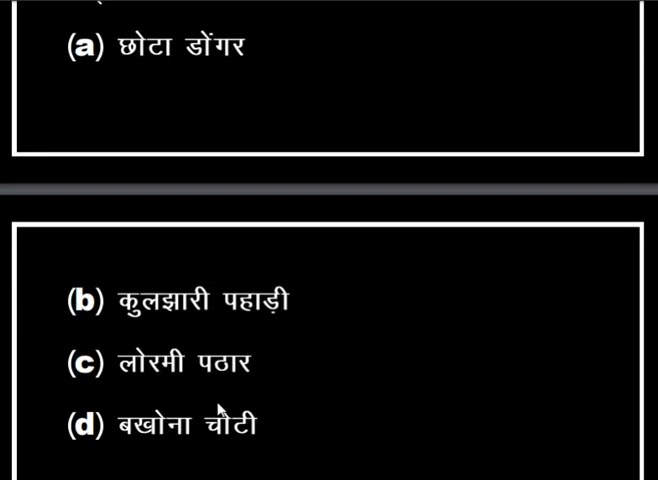 (a) छोटा डोंगर
(b) कुलझारी पहाड़ी
(c) लोरमी पठार
(d) बखोना चोटी